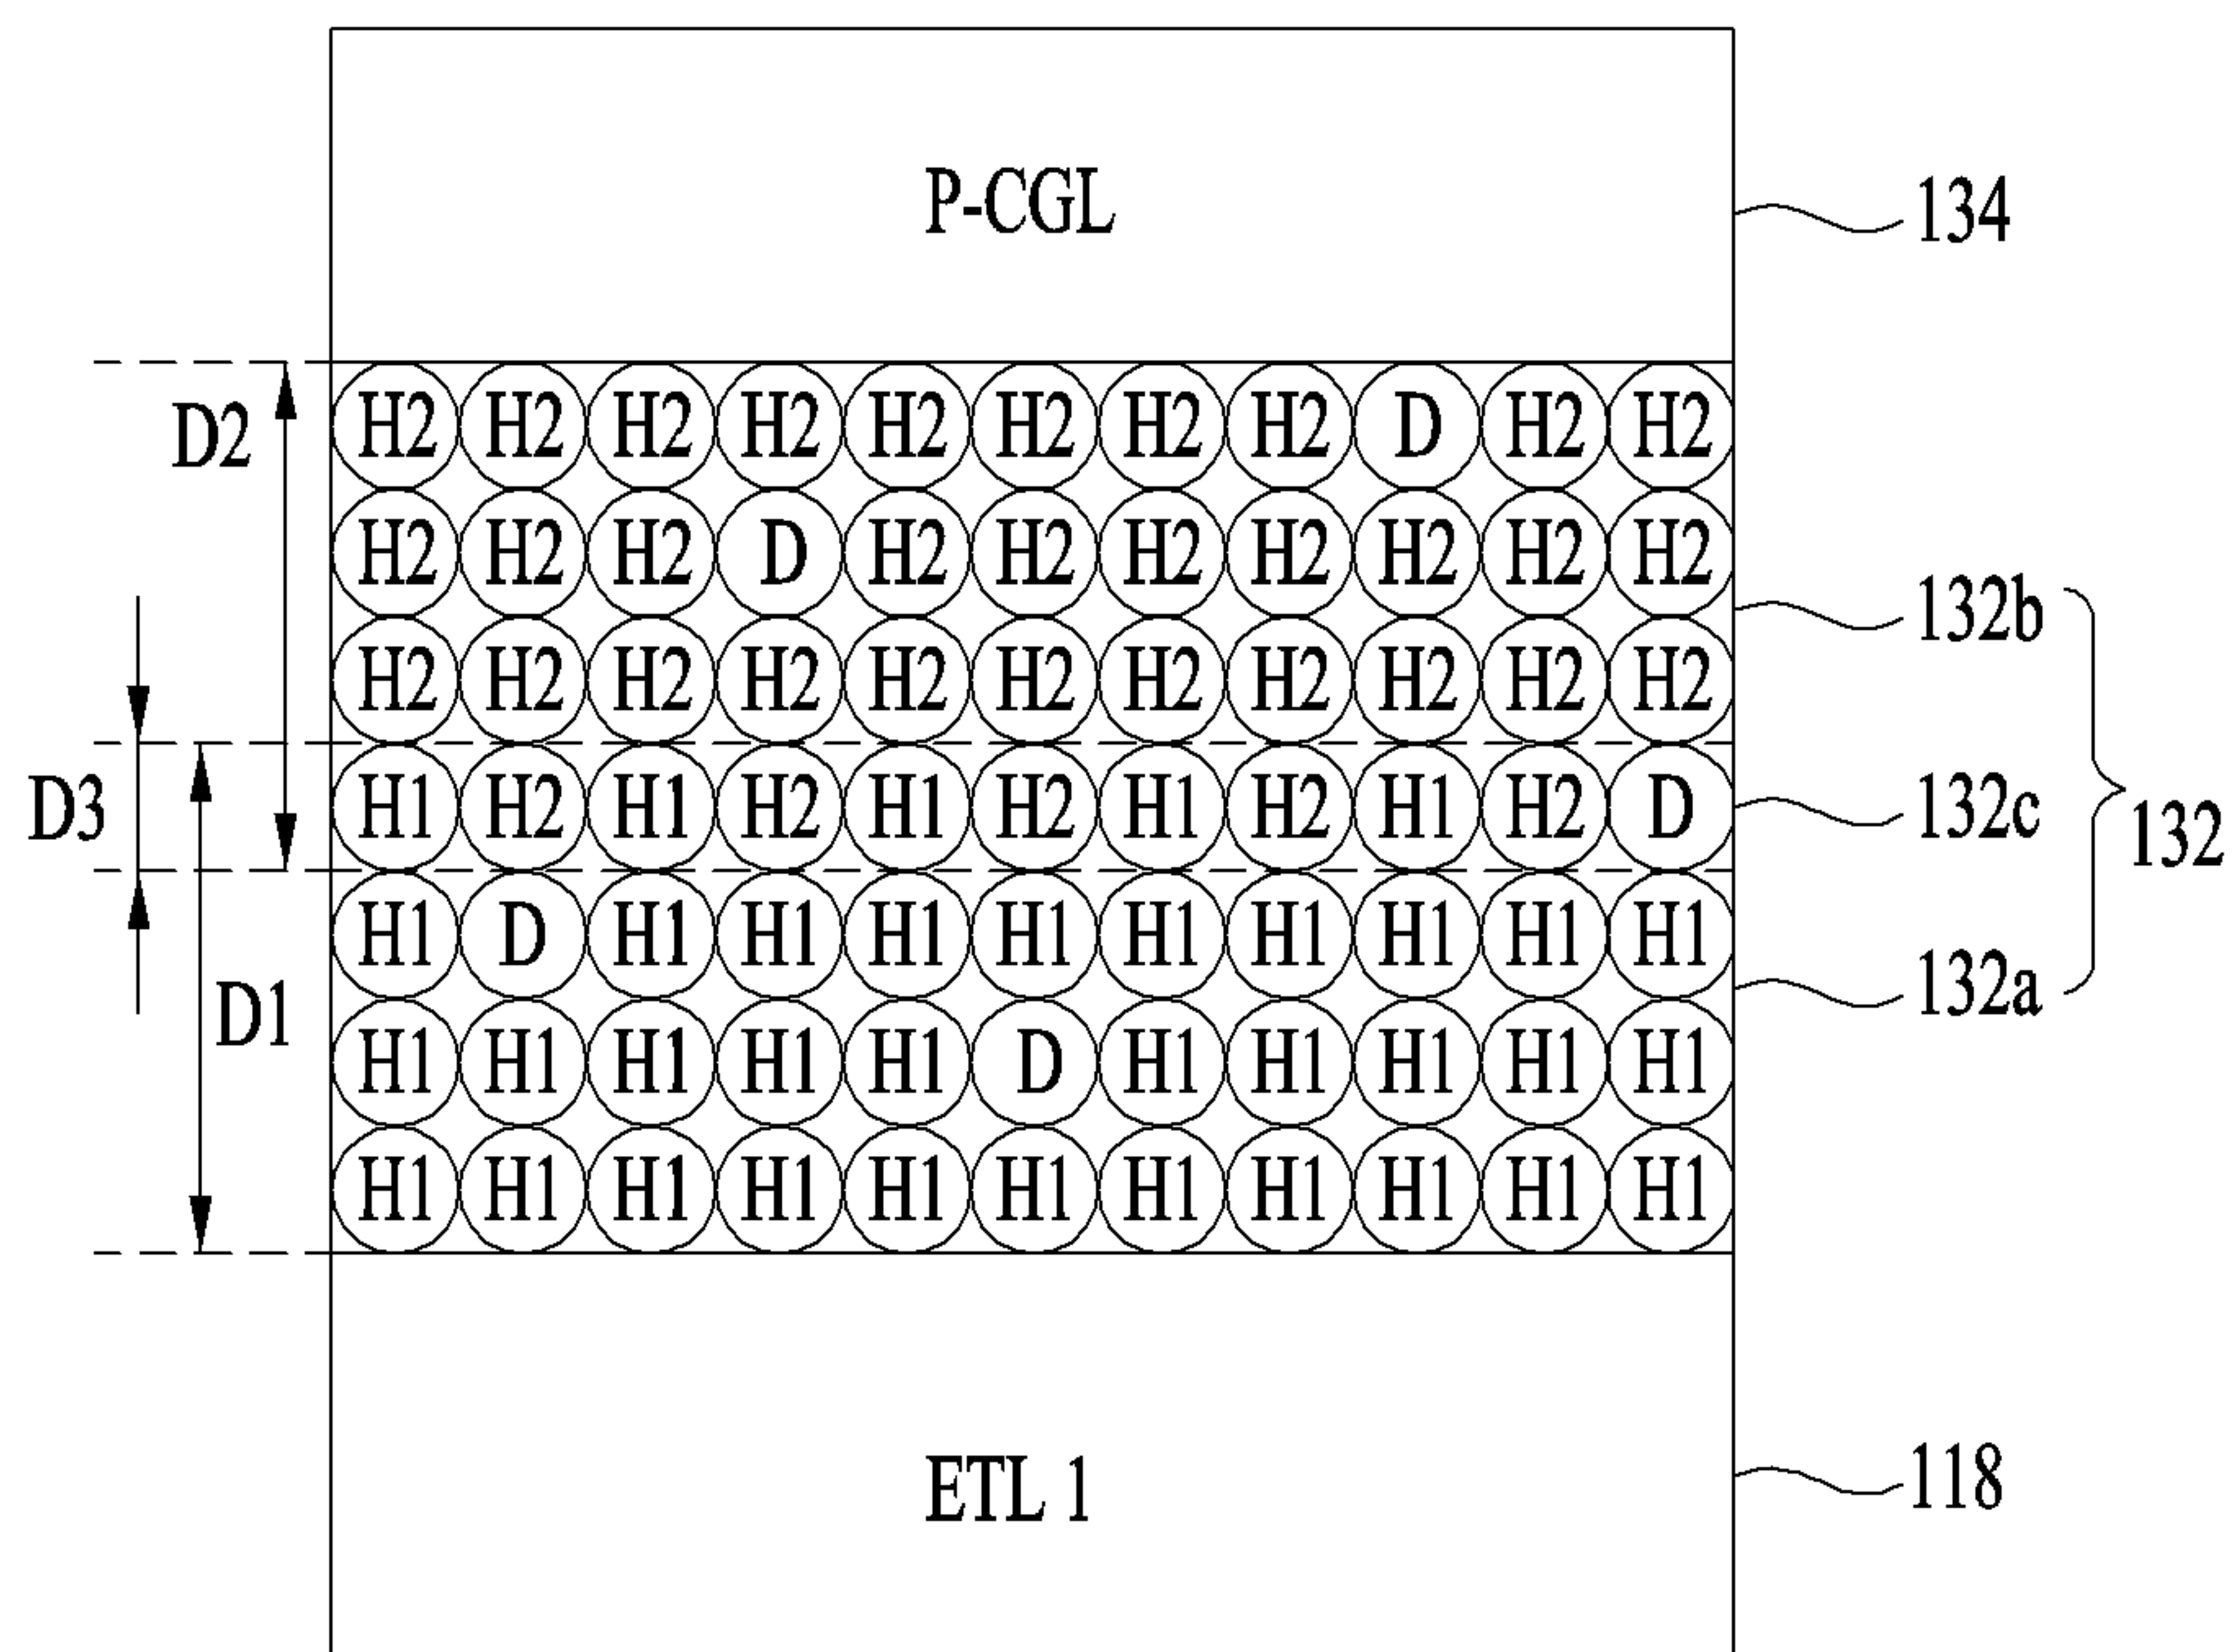 P-CGL
134
D2
H2 H2 H2 H2 H2 H2 H2 H2 D H2 H2
H2 H2 H2 D H2 H2 H2 H2 H2 H2 H2
132b
H2 H2 H2 H2 H2 H2 H2 H2 H2 H2 H2
D3
H1 H2 H1 H2 H1 H2 H1 H2 H1 H2 D
132c
132
H1 D H1 H1 H1 H1 H1 H1 H1 H1 H1
132a
D1
H1 H1 H1 H1 H1 D H1 H1 H1 H1 H1
H1 H1 H1 H1 H1 H1 H1 H1 H1 H1 H1
ETL 1
118